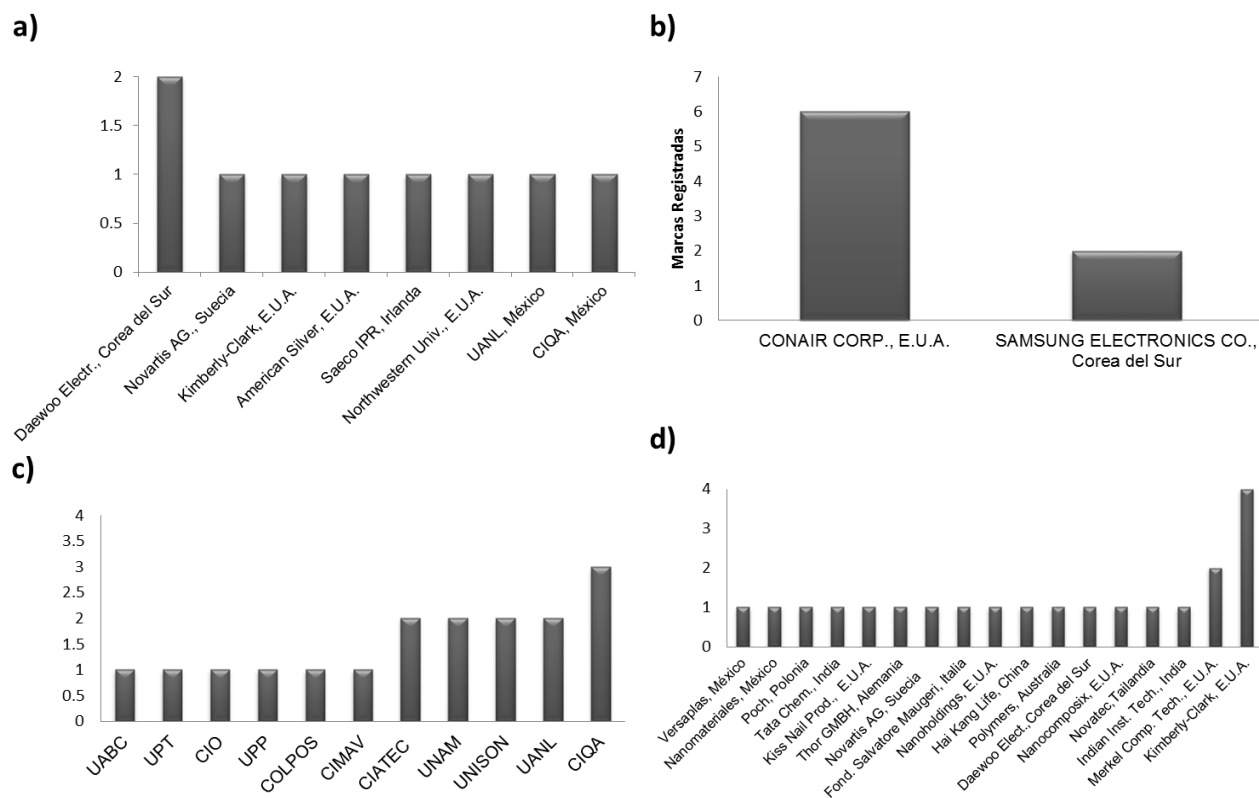 a)
2
1.5
1
0.5
0
Daewoo Electr., Corea del Sur
Novartis AG., Suecia
Kimberly-Clark, E.U.A.
American Silver, E.U.A.
Saeco IPR, Irlanda
Northwestern Univ., E.U.A.
UANL, México
CIQA, México
b)
Marcas Registradas
7
6
5
4
3
2
1
0
CONAIR CORP., E.U.A.
SAMSUNG ELECTRONICS CO.,
Corea del Sur
c)
4
3.5
3
2.5
2
1.5
1
0.5
0
UABC
UPT
CIO
UPP
COLPOS
CIMAV
CIATEC
UNAM
UNISON
UANL
CIQA
d)
4
3
2
1
0
Versaplas, México
Nanomateriales, México
Poch, Polonia
Tata Chem., India
Kiss Nail Prod., E.U.A.
Thor GMBH, Alemania
Novartis AG, Suecia
Fond. Salvatore Maugeri, Italia
Nanoholdings, E.U.A.
Hai Kang Life, China
Polymers, Australia
Daewoo Elect., Corea del Sur
Nanocomposix, E.U.A.
Novatec, Tailandia
Indian Inst. Tech., India
Merkel Comp. Tech., E.U.A.
Kimberly-Clark, E.U.A.